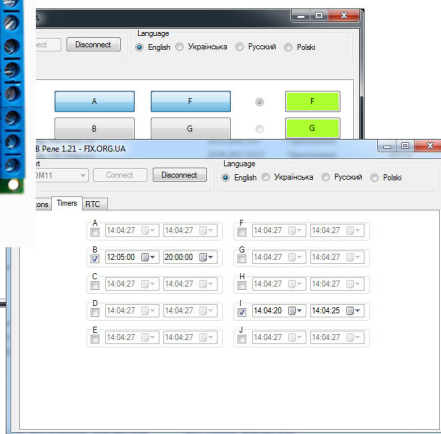 Language
Disconnect
English Українська Русский Polski
A F F
B G G
Реле 1.21 - FIX.ORG.UA
Language
Connect Disconnect
English Українська Русский Polski
Timers RTC
A F
14:04:27 14:04:27 14:04:27 14:04:27
B G
12:05:00 20:00:00 14:04:27 14:04:27
C H
14:04:27 14:04:27 14:04:27 14:04:27
D I
14:04:27 14:04:27 14:04:20 14:04:25
E J
14:04:27 14:04:27 14:04:27 14:04:27